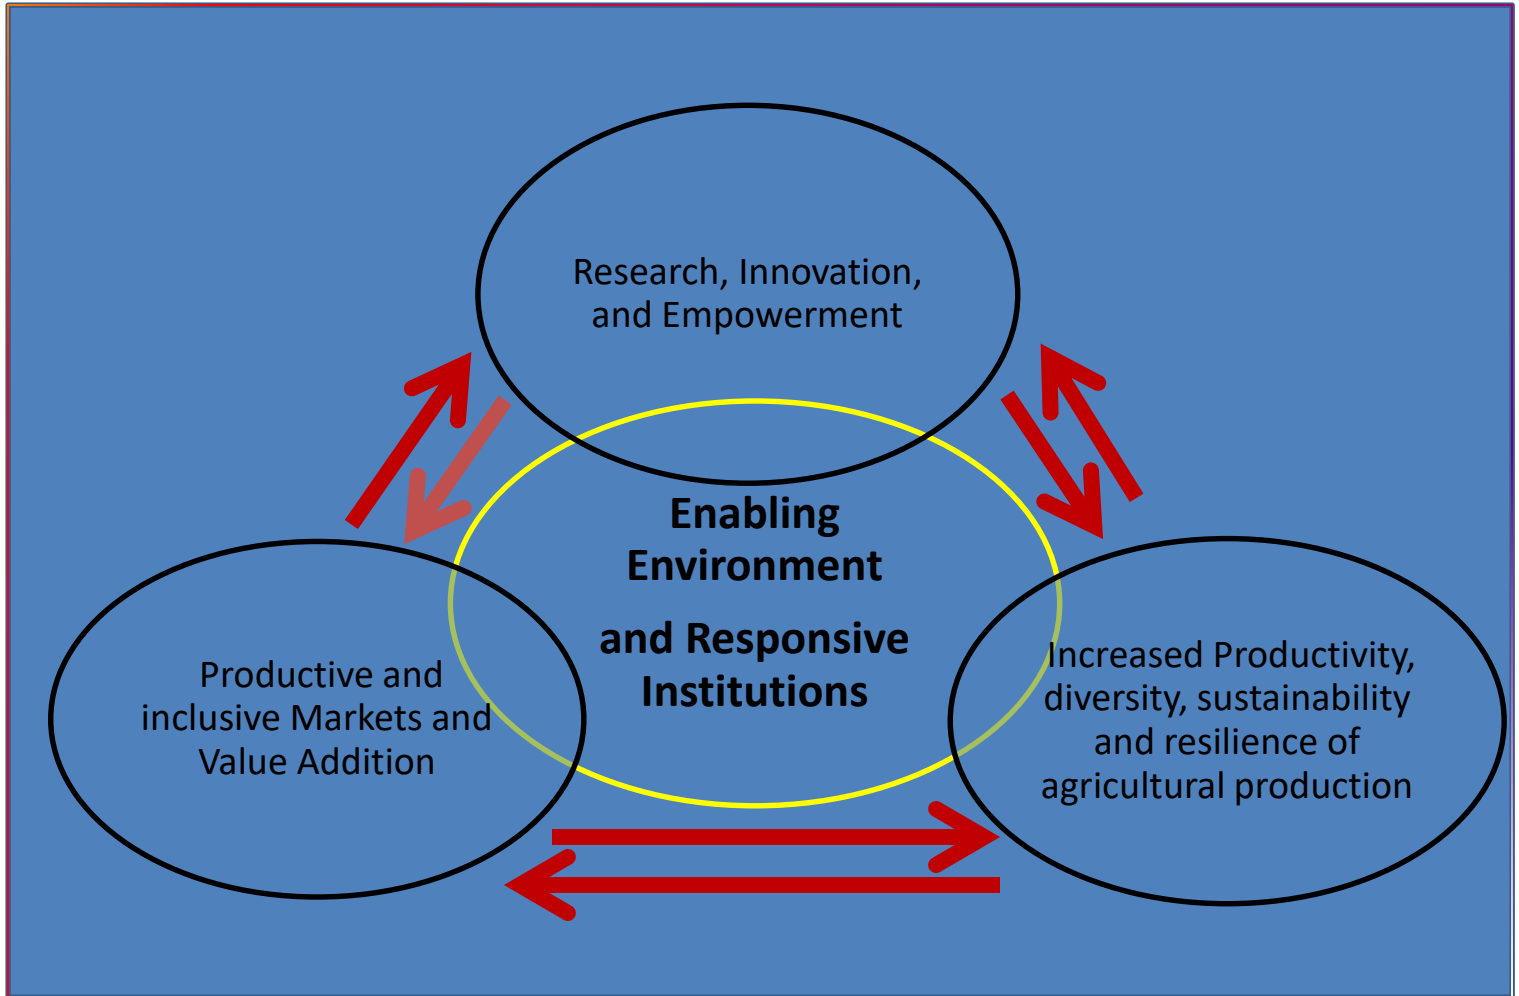 Research, Innovation,
and Empowerment
Enabling
Environment
and Responsive
Institutions
Productive and
inclusive Markets and
Value Addition
Increased Productivity,
diversity, sustainability
and resilience of
agricultural production